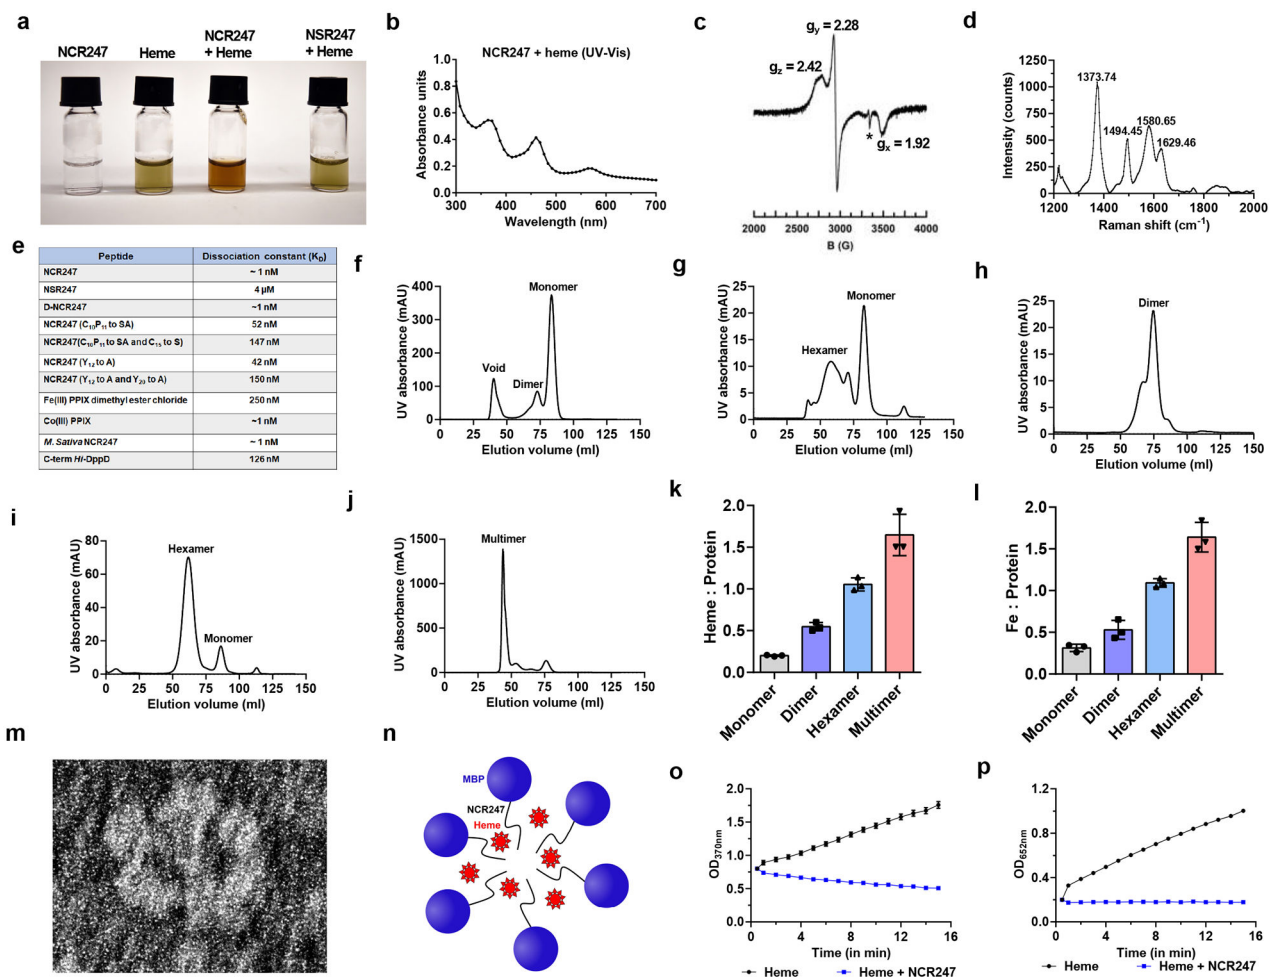 a
NCR247
Heme
NCR247
+ Heme
NSR247
+ Heme
b
NCR247 + heme (UV-Vis)
Absorbance units
1.0
0.8
0.6
0.4
0.2
0.0
300 400 500 600 700
Wavelength (nm)
c
gy = 2.28
gz = 2.42
*
gx = 1.92
2000 2500 3000 3500 4000
B (G)
d
Intensity (counts)
1250
1000
750
500
250
0
1373.74
1494.45
1580.65
1629.46
1200 1400 1600 1800 2000
Raman shift (cm-1)
e
Peptide Dissociation constant (KD)
NCR247 ~ 1 nM
NSR247 4 µM
D-NCR247 ~1 nM
NCR247 (C10P11 to SA) 52 nM
NCR247(C10P11 to SA and C15 to S) 147 nM
NCR247 (Y12 to A) 42 nM
NCR247 (Y12 to A and Y20 to A) 150 nM
Fe(III) PPIX dimethyl ester chloride 250 nM
Co(III) PPIX ~1 nM
M. Sativa NCR247 ~ 1 nM
C-term Hi-DppD 126 nM
f
UV absorbance (mAU)
400
300
200
100
0
Void
Dimer
Monomer
0 25 50 75 100 125 150
Elution volume (ml)
g
UV absorbance (mAU)
25
20
15
10
5
0
Hexamer
Monomer
0 25 50 75 100 125 150
Elution volume (ml)
h
UV absorbance (mAU)
25
20
15
10
5
0
Dimer
0 25 50 75 100 125 150
Elution volume (ml)
i
UV absorbance (mAU)
80
60
40
20
0
Hexamer
Monomer
0 25 50 75 100 125 150
Elution volume (ml)
j
UV absorbance (mAU)
1500
1000
500
0
Multimer
0 25 50 75 100 125 150
Elution volume (ml)
k
Heme : Protein
2.0
1.5
1.0
0.5
0.0
Monomer
Dimer
Hexamer
Multimer
l
Fe : Protein
2.0
1.5
1.0
0.5
0.0
Monomer
Dimer
Hexamer
Multimer
m
n
MBP
NCR247
Heme
o
OD370nm
2.0
1.5
1.0
0.5
0.0
0 4 8 12 16
Time (in min)
Heme Heme + NCR247
p
OD652nm
1.2
0.8
0.4
0.0
0 4 8 12 16
Time (in min)
Heme Heme + NCR247